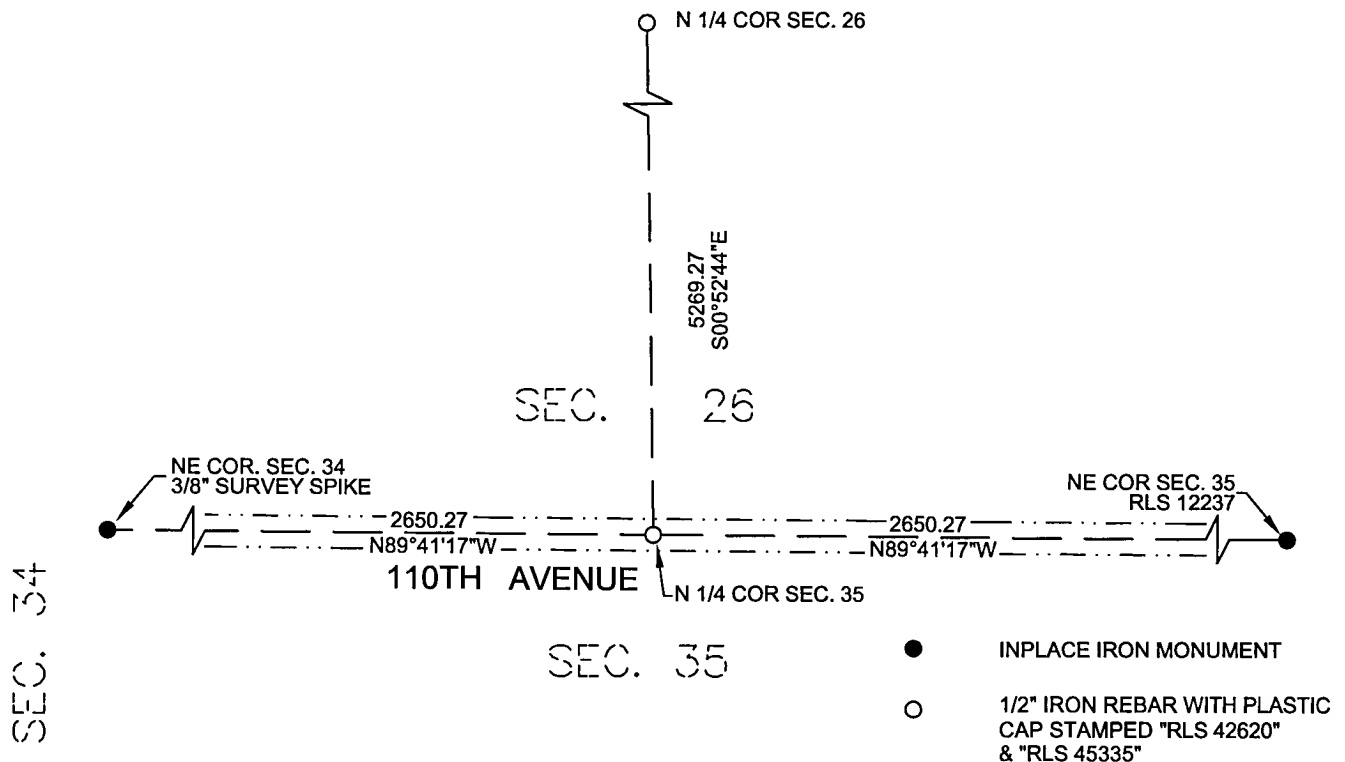 N 1/4 COR SEC. 26
5269.27
S00°52'44"E
SEC. 26
NE COR. SEC. 34
3/8" SURVEY SPIKE
NE COR SEC. 35
RLS 12237
2650.27
N89°41'17"W
2650.27
N89°41'17"W
110TH AVENUE
N 1/4 COR SEC. 35
SEC. 34
SEC. 35
INPLACE IRON MONUMENT
1/2" IRON REBAR WITH PLASTIC
CAP STAMPED "RLS 42620"
& "RLS 45335"